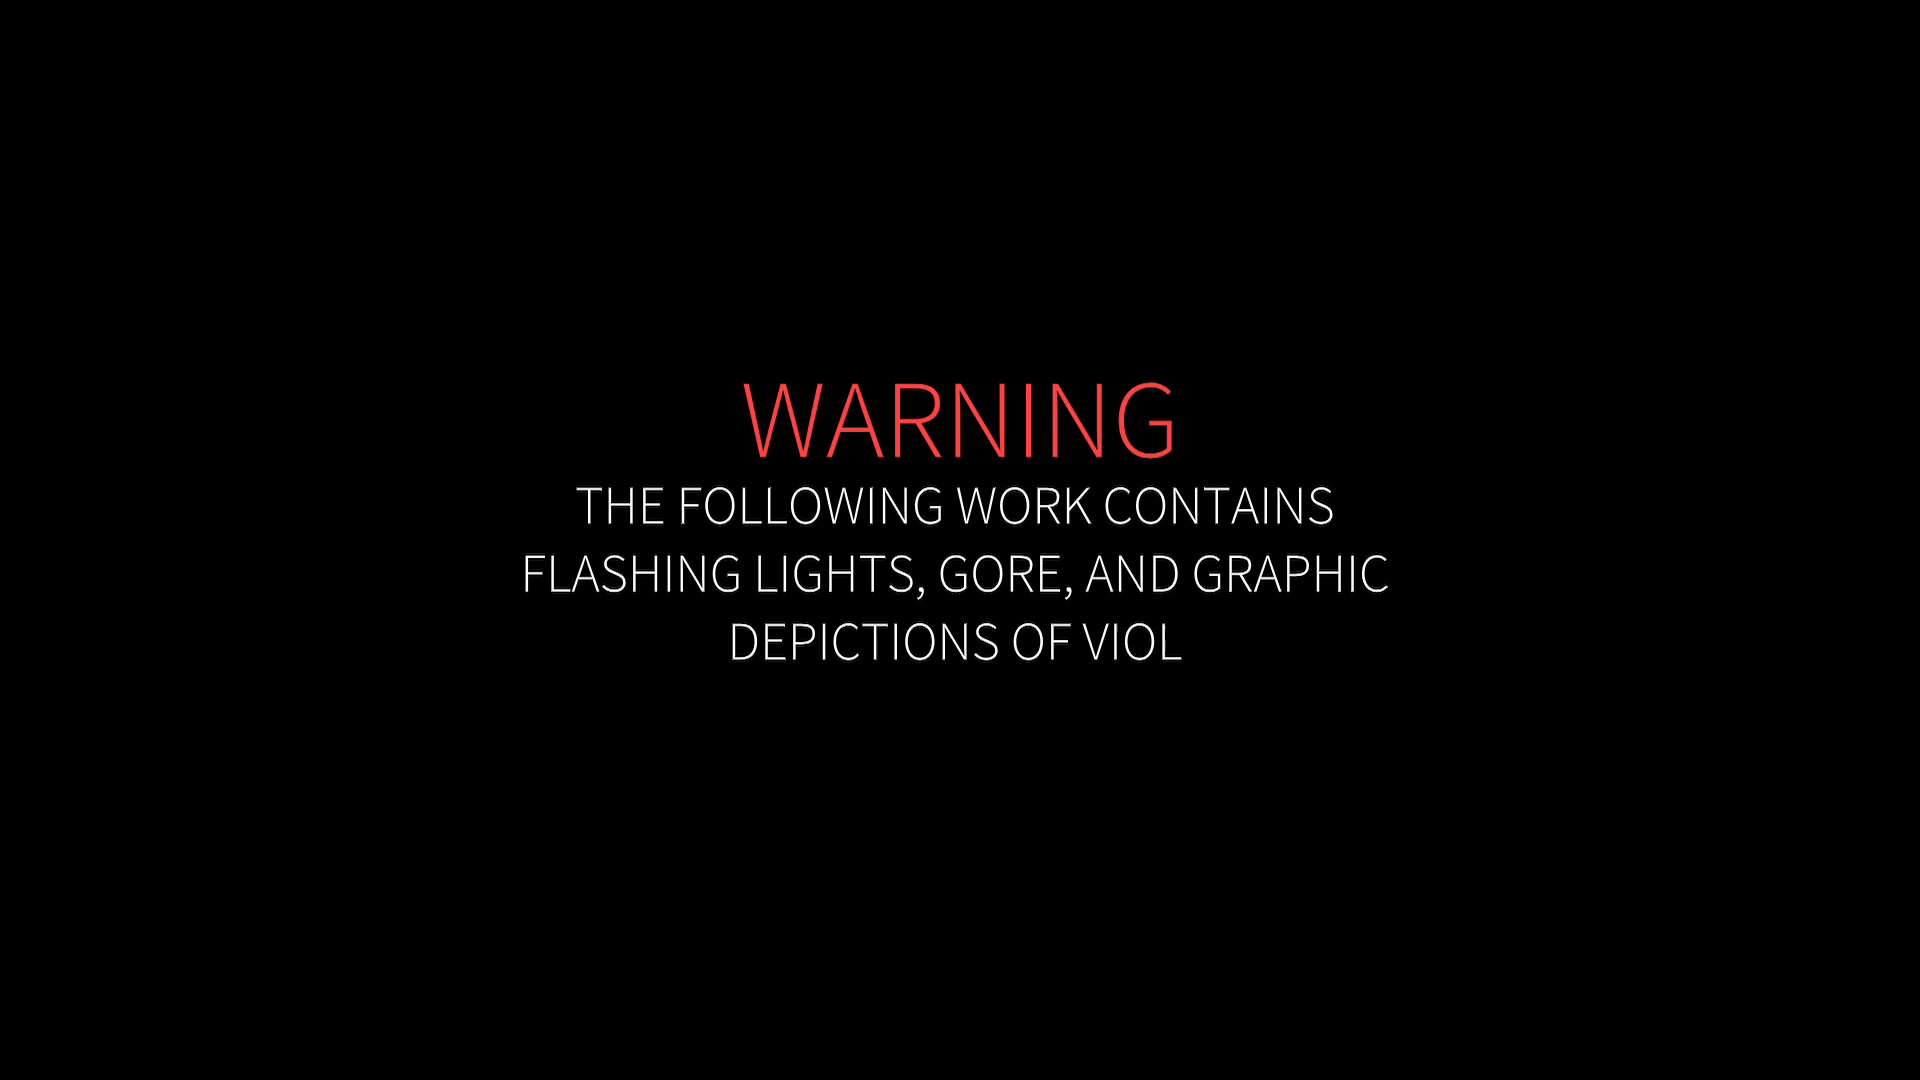 WARNING
THE FOLLOWING WORK CONTAINS
FLASHING LIGHTS, GORE, AND GRAPHIC
DEPICTIONS OF VIOL